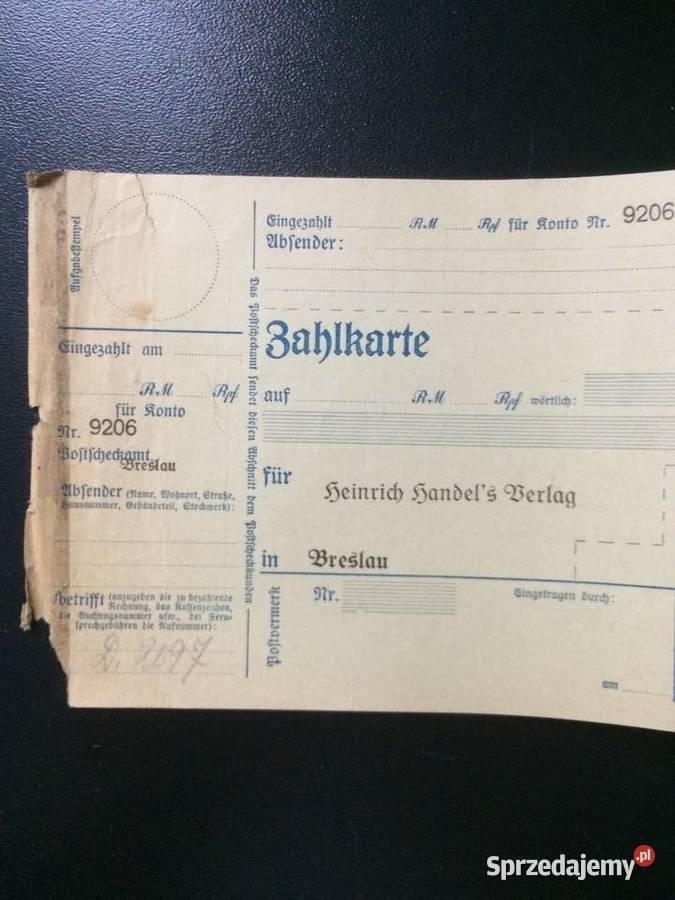 Aufgabestempel
Eingezahlt am
RM Rpf
für Konto
Nr. 9206
Postscheckamt
Breslau
Absender (Name, Wohnort, Straße,
Hausnummer, Gebäudeteil, Stockwerk):
betrifft (anzugeben die zu bezahlende
Rechnung, das Kassenzeichen,
die Buchungsnummer usw., bei Fern-
sprechgebühren die Rufnummer):
Das Postscheckamt sendet diesen Abschnitt dem Postscheckkunden
Eingezahlt RM Rpf für Konto Nr. 9206
Absender:
Zahlkarte
auf RM Rpf wörtlich:
für
Heinrich Handel's Verlag
in Breslau
Postvermerk
Nr.
Eingetragen durch:
am
Sprzedajemy.pl